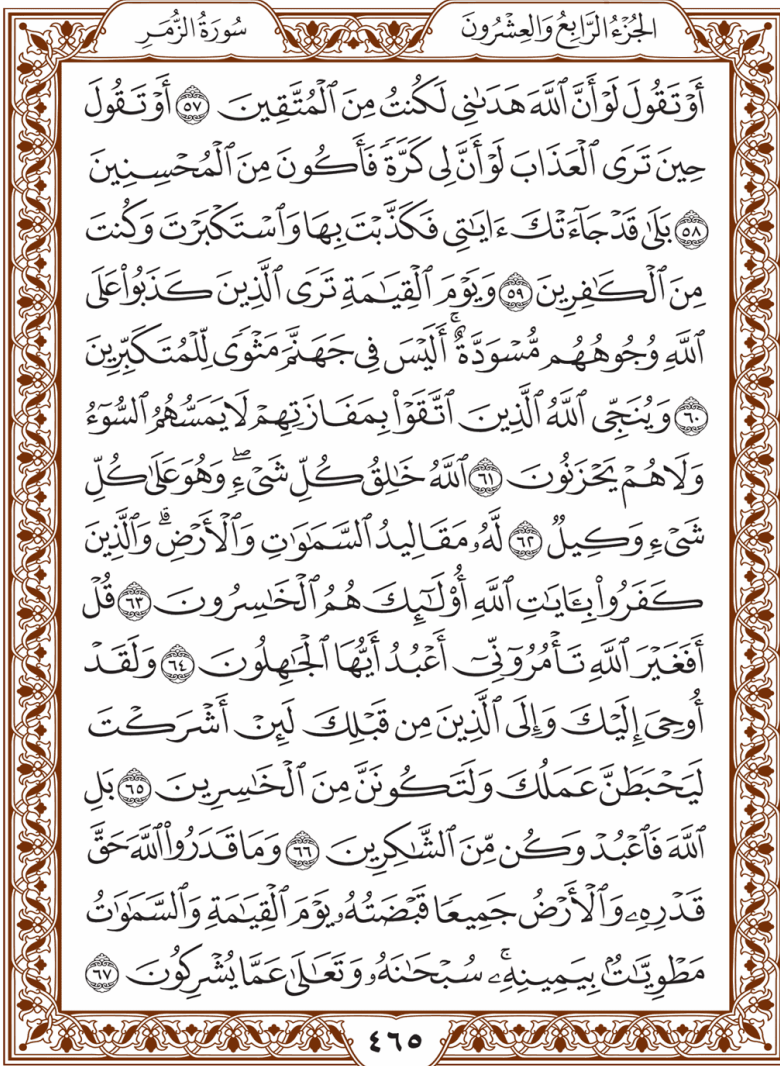 الجُزْءُ الرَّابِعُ وَالعِشْرُونَ
سُورَةُ الزُّمَرِ
أَوْ تَقُولَ لَوْ أَنَّ ٱللَّهَ هَدَىٰنِي لَكُنتُ مِنَ ٱلْمُتَّقِينَ ٥٧ أَوْ تَقُولَ
حِينَ تَرَى ٱلْعَذَابَ لَوْ أَنَّ لِي كَرَّةً فَأَكُونَ مِنَ ٱلْمُحْسِنِينَ
٥٨ بَلَىٰ قَدْ جَآءَتْكَ ءَايَٰتِي فَكَذَّبْتَ بِهَا وَٱسْتَكْبَرْتَ وَكُنتَ
مِنَ ٱلْكَٰفِرِينَ ٥٩ وَيَوْمَ ٱلْقِيَٰمَةِ تَرَى ٱلَّذِينَ كَذَبُوا۟ عَلَى
ٱللَّهِ وُجُوهُهُم مُّسْوَدَّةٌ ۚ أَلَيْسَ فِي جَهَنَّمَ مَثْوًى لِّلْمُتَكَبِّرِينَ
٦٠ وَيُنَجِّي ٱللَّهُ ٱلَّذِينَ ٱتَّقَوْا۟ بِمَفَازَتِهِمْ لَا يَمَسُّهُمُ ٱلسُّوٓءُ
وَلَا هُمْ يَحْزَنُونَ ٦١ ٱللَّهُ خَٰلِقُ كُلِّ شَيْءٍ ۖ وَهُوَ عَلَىٰ كُلِّ
شَيْءٍ وَكِيلٌ ٦٢ لَّهُۥ مَقَالِيدُ ٱلسَّمَٰوَٰتِ وَٱلْأَرْضِ ۗ وَٱلَّذِينَ
كَفَرُوا۟ بِـَٔايَٰتِ ٱللَّهِ أُو۟لَٰٓئِكَ هُمُ ٱلْخَٰسِرُونَ ٦٣ قُلْ
أَفَغَيْرَ ٱللَّهِ تَأْمُرُوٓنِّيٓ أَعْبُدُ أَيُّهَا ٱلْجَٰهِلُونَ ٦٤ وَلَقَدْ
أُوحِيَ إِلَيْكَ وَإِلَى ٱلَّذِينَ مِن قَبْلِكَ لَئِنْ أَشْرَكْتَ
لَيَحْبَطَنَّ عَمَلُكَ وَلَتَكُونَنَّ مِنَ ٱلْخَٰسِرِينَ ٦٥ بَلِ
ٱللَّهَ فَٱعْبُدْ وَكُن مِّنَ ٱلشَّٰكِرِينَ ٦٦ وَمَا قَدَرُوا۟ ٱللَّهَ حَقَّ
قَدْرِهِۦ وَٱلْأَرْضُ جَمِيعًا قَبْضَتُهُۥ يَوْمَ ٱلْقِيَٰمَةِ وَٱلسَّمَٰوَٰتُ
مَطْوِيَّٰتٌۢ بِيَمِينِهِۦ ۚ سُبْحَٰنَهُۥ وَتَعَٰلَىٰ عَمَّا يُشْرِكُونَ ٦٧
٤٦٥